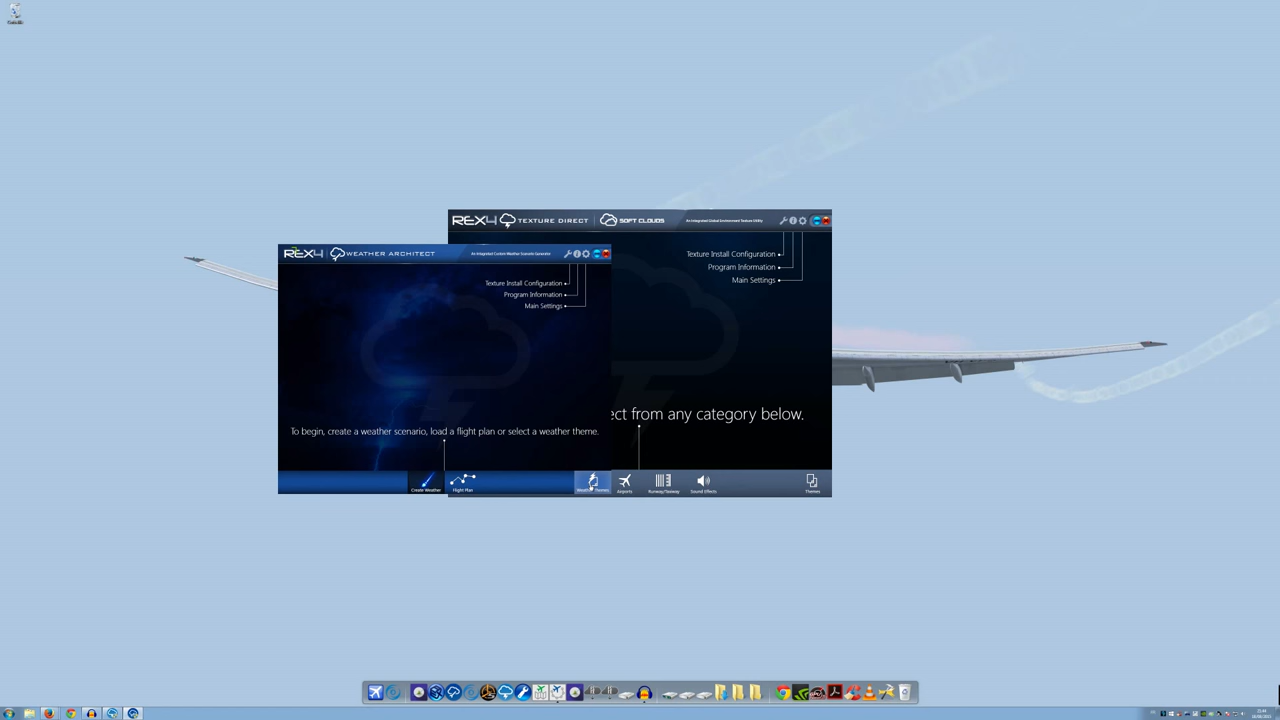 REX4 TEXTURE DIRECT SOFT CLOUDS An Integrated Global Environment Texture Utility
Texture Install Configuration
Program Information
Main Settings
ect from any category below.
Airports
Runway/Taxiway
Sound Effects
Themes
REX4 WEATHER ARCHITECT An Integrated Custom Weather Scenario Generator
Texture Install Configuration
Program Information
Main Settings
To begin, create a weather scenario, load a flight plan or select a weather theme.
Create Weather
Flight Plan
Weather Themes